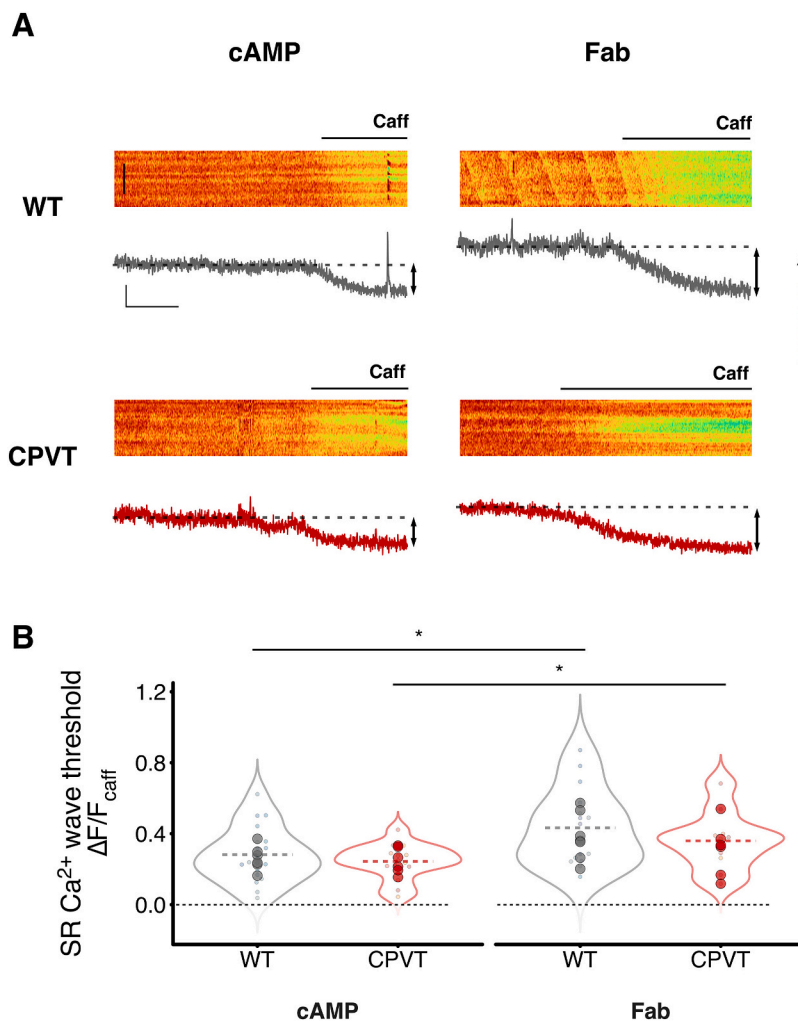 A
cAMP Fab
Caff Caff
WT
Caff Caff
CPVT
B
* 
*
SR Ca²⁺ wave threshold
ΔF/F_caff
1.2
0.8
0.4
0.0
WT CPVT WT CPVT
cAMP Fab